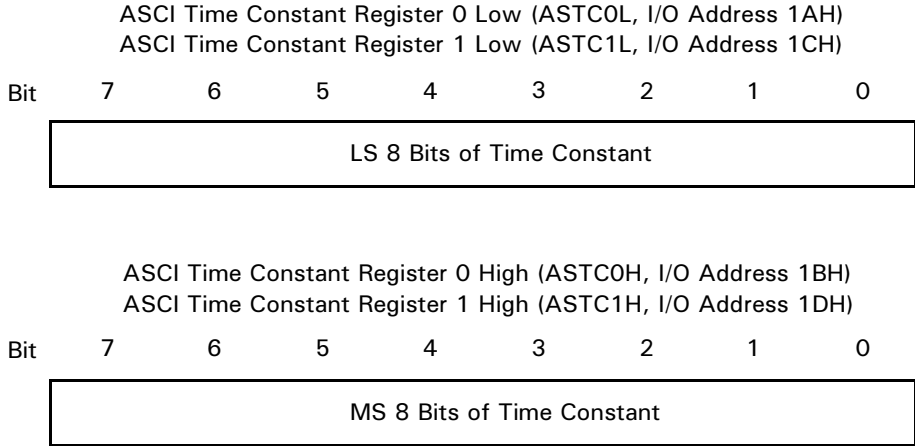 ASCI Time Constant Register 0 Low (ASTC0L, I/O Address 1AH)
ASCI Time Constant Register 1 Low (ASTC1L, I/O Address 1CH)
Bit 7 6 5 4 3 2 1 0
LS 8 Bits of Time Constant
ASCI Time Constant Register 0 High (ASTC0H, I/O Address 1BH)
ASCI Time Constant Register 1 High (ASTC1H, I/O Address 1DH)
Bit 7 6 5 4 3 2 1 0
MS 8 Bits of Time Constant